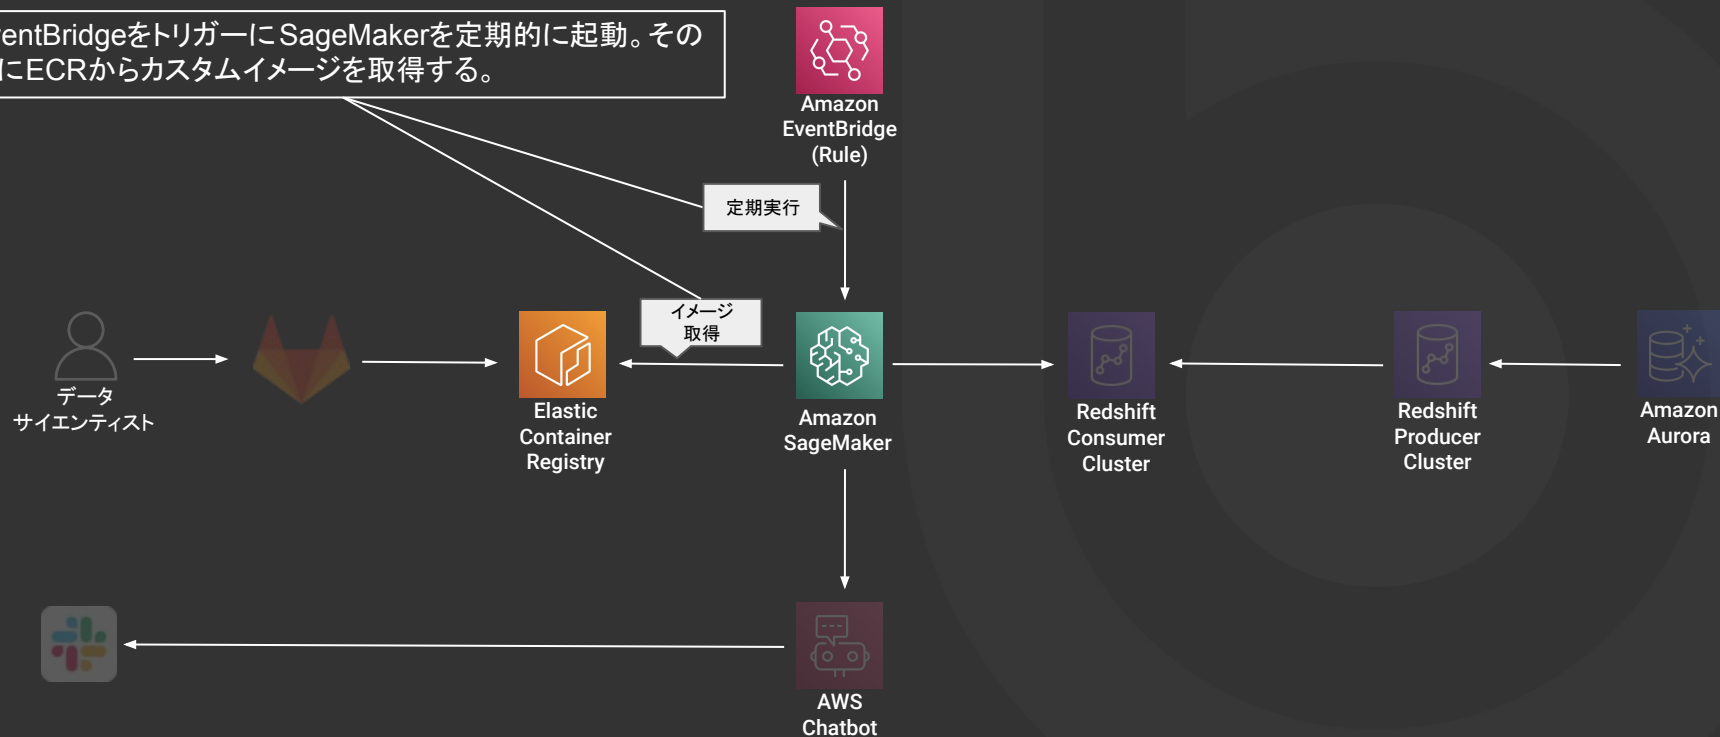 entBridgeをトリガーにSageMakerを定期的に起動。その
にECRからカスタムイメージを取得する。
Amazon
EventBridge
(Rule)
定期実行
イメージ
取得
データ
サイエンティスト
Elastic
Container
Registry
Amazon
SageMaker
Redshift
Consumer
Cluster
Redshift
Producer
Cluster
Amazon
Aurora
AWS
Chatbot